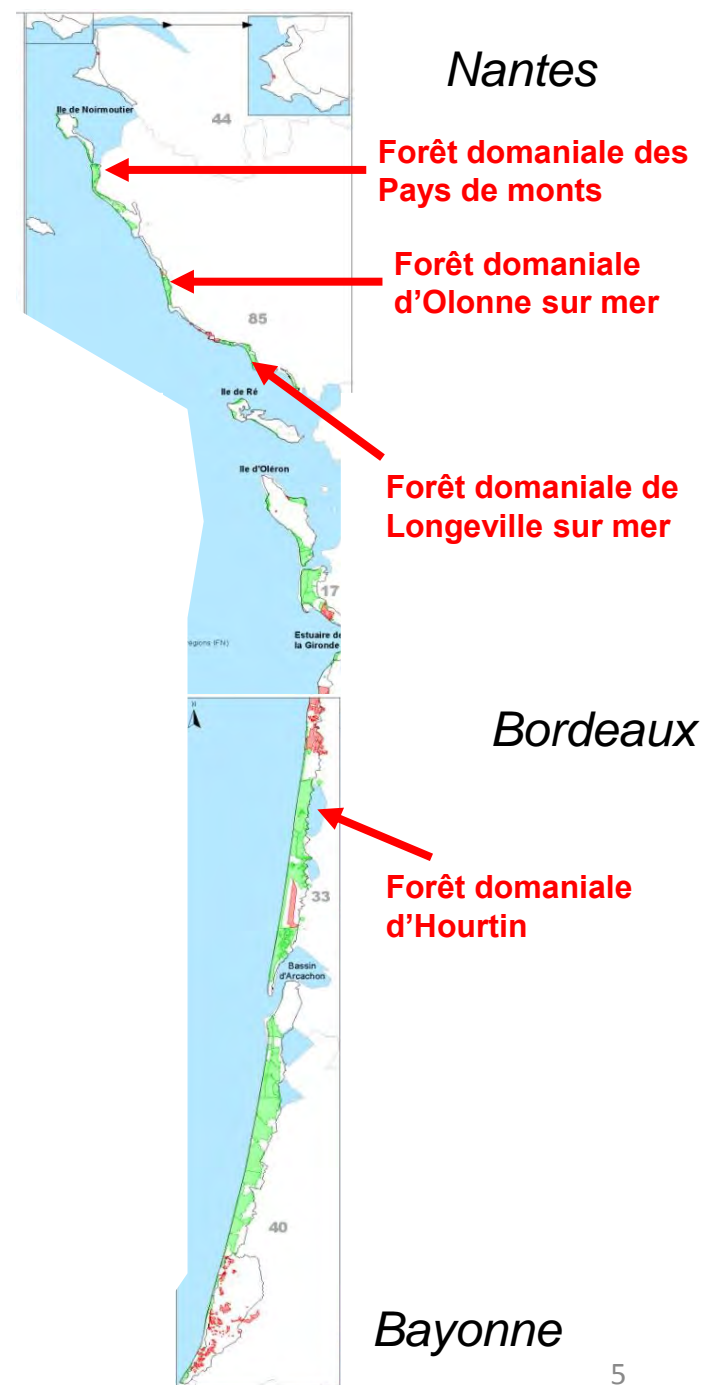 Nantes
Ile de Noirmoutier
44
Forêt domaniale des
Pays de monts
Forêt domaniale
d'Olonne sur mer
85
Ile de Ré
Ile d'Oléron
Forêt domaniale de
Longeville sur mer
17
Estuaire de
la Gironde
régions IFN)
Bordeaux
Forêt domaniale
d'Hourtin
33
Bassin
d'Arcachon
40
Bayonne
5